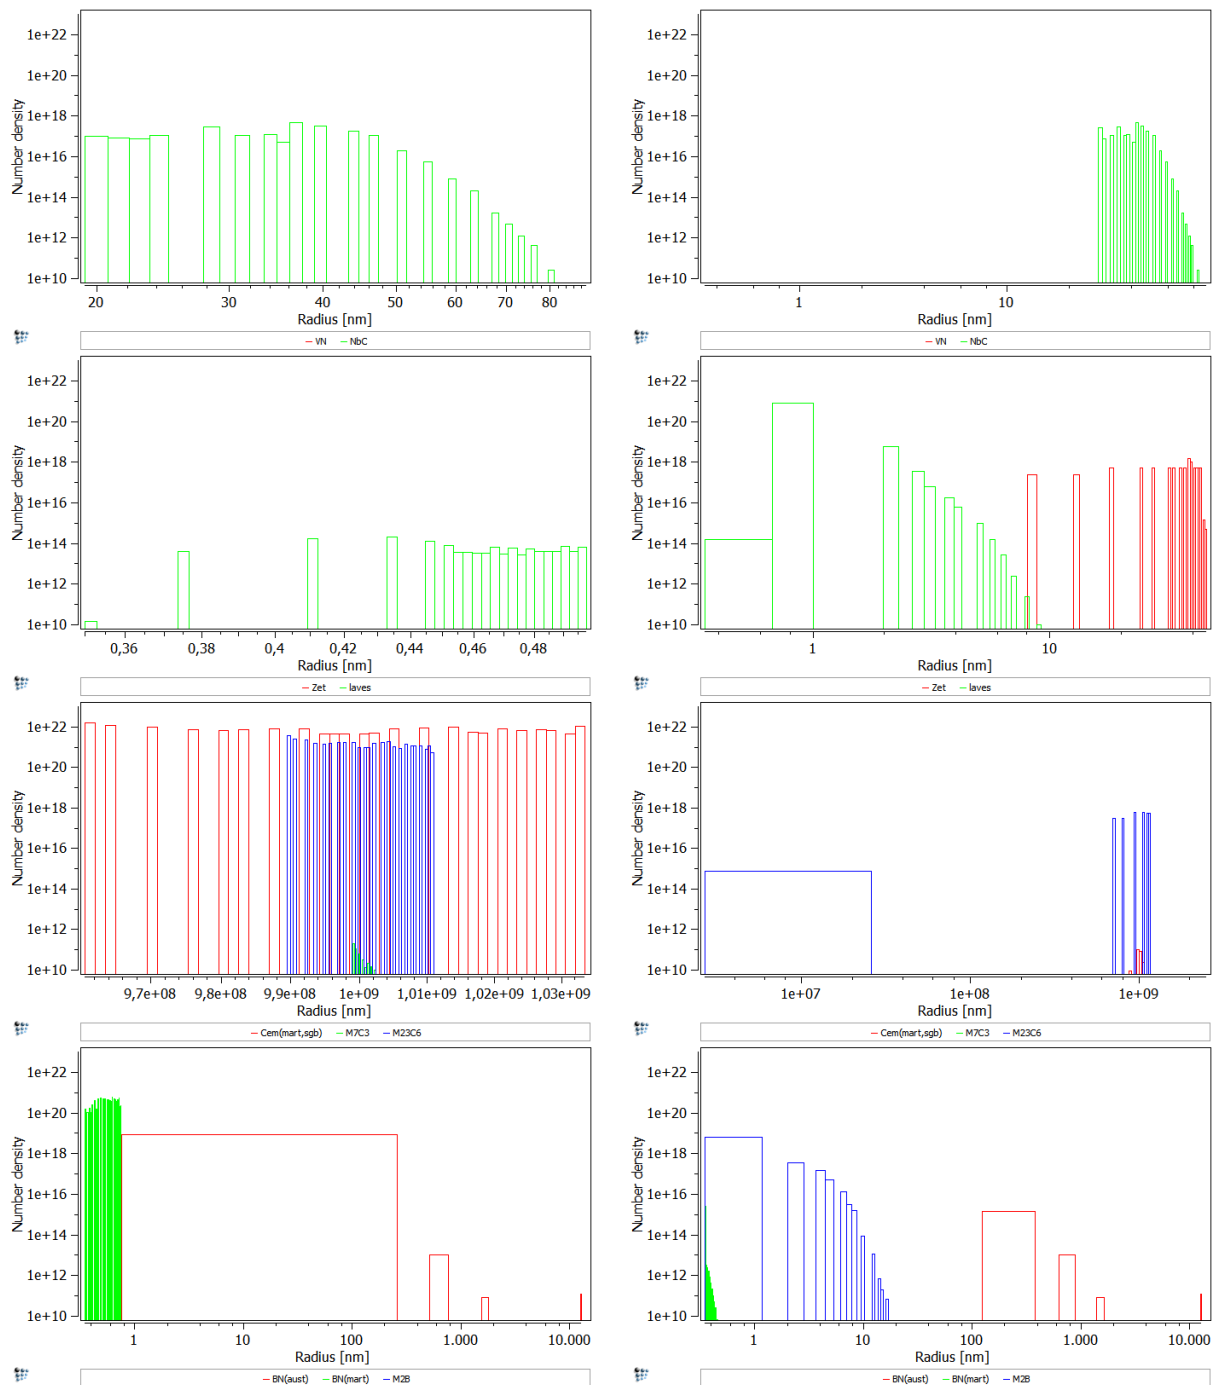 1e+22
1e+20
1e+18
1e+16
1e+14
1e+12
1e+10
Number density
20 30 40 50 60 70 80
Radius [nm]
VN NbC
1e+22
1e+20
1e+18
1e+16
1e+14
1e+12
1e+10
Number density
1 10
Radius [nm]
VN NbC
1e+22
1e+20
1e+18
1e+16
1e+14
1e+12
1e+10
Number density
0,36 0,38 0,4 0,42 0,44 0,46 0,48
Radius [nm]
Zet laves
1e+22
1e+20
1e+18
1e+16
1e+14
1e+12
1e+10
Number density
1 10
Radius [nm]
Zet laves
1e+22
1e+20
1e+18
1e+16
1e+14
1e+12
1e+10
Number density
9,7e+08 9,8e+08 9,9e+08 1e+09 1,01e+09 1,02e+09 1,03e+09
Radius [nm]
Cem(mart,sgb) M7C3 M23C6
1e+22
1e+20
1e+18
1e+16
1e+14
1e+12
1e+10
Number density
1e+07 1e+08 1e+09
Radius [nm]
Cem(mart,sgb) M7C3 M23C6
1e+22
1e+20
1e+18
1e+16
1e+14
1e+12
1e+10
Number density
1 10 100 1.000 10.000
Radius [nm]
BN(aust) BN(mart) M2B
1e+22
1e+20
1e+18
1e+16
1e+14
1e+12
1e+10
Number density
1 10 100 1.000 10.000
Radius [nm]
BN(aust) BN(mart) M2B